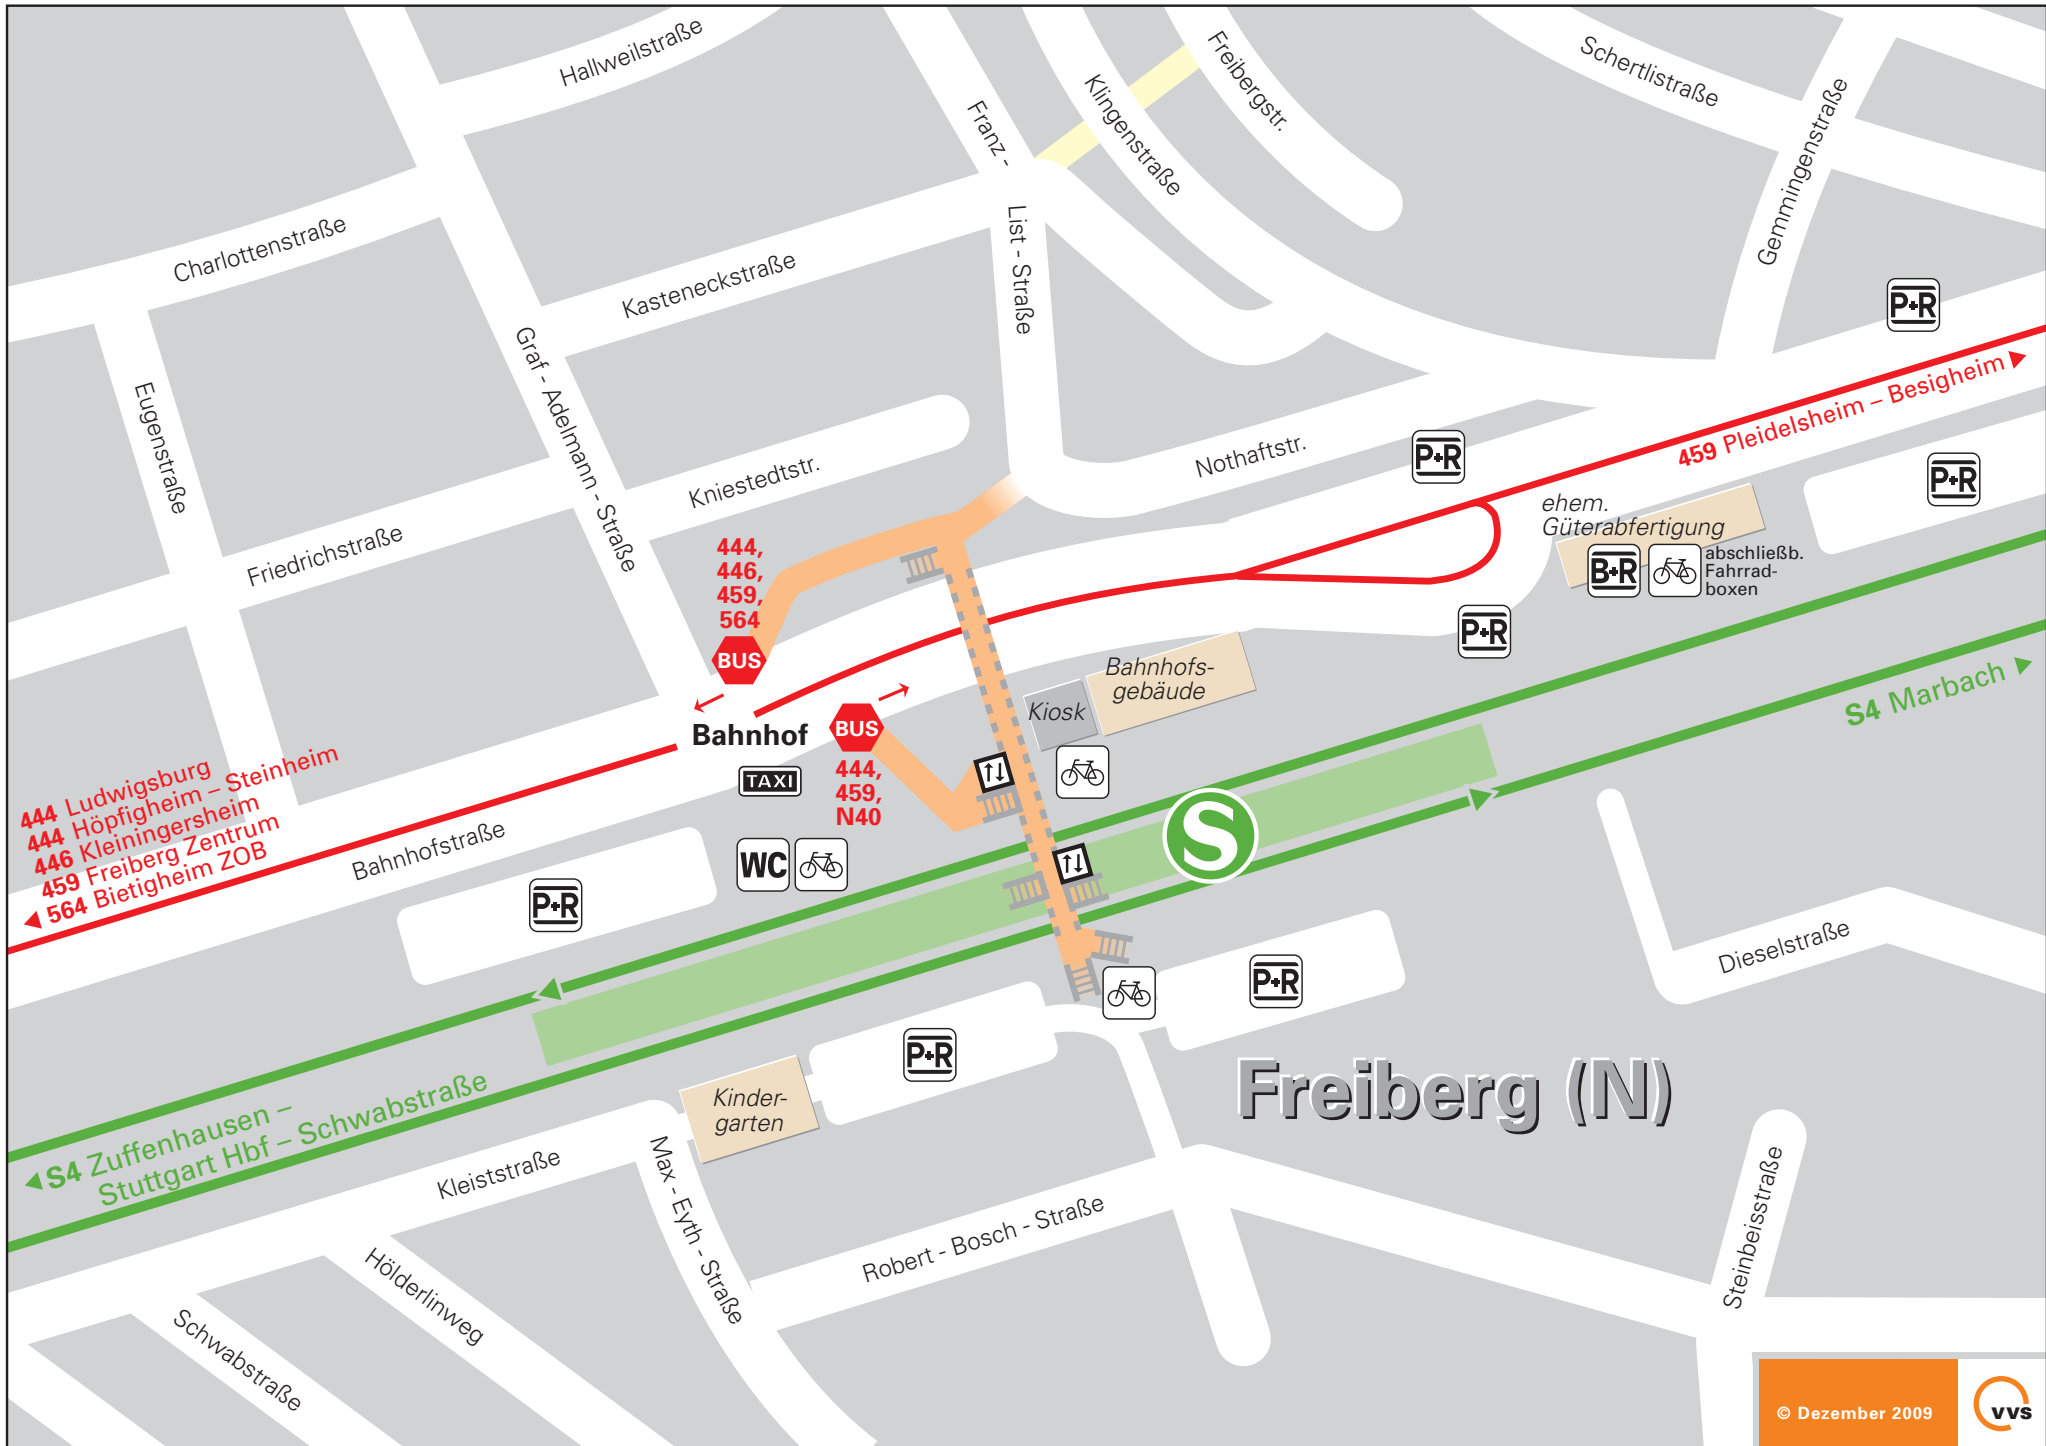 Hallweilstraße
Freibergstr.
Schertlistraße
Klingenstraße
Franz -
List - Straße
Gemmingenstraße
Charlottenstraße
Kasteneckstraße
P+R
Graf - Adelmann - Straße
Eugenstraße
459 Pleidelsheim – Besigheim
Nothaftstr.
P+R
Kniestedtstr.
P+R
ehem.
Güterabfertigung
Friedrichstraße
444,
446,
459,
564
B+R
abschließb.
Fahrrad-
boxen
BUS
P+R
Bahnhofs-
gebäude
Kiosk
S4 Marbach
Bahnhof
BUS
TAXI
444,
459,
N40
444 Ludwigsburg
444 Höpfigheim – Steinheim
446 Kleiningersheim
459 Freiberg Zentrum
564 Bietigheim ZOB
Bahnhofstraße
S
WC
P+R
Dieselstraße
P+R
P+R
Freiberg (N)
Kinder-
garten
S4 Zuffenhausen –
Stuttgart Hbf – Schwabstraße
Kleiststraße
Max - Eyth - Straße
Robert - Bosch - Straße
Steinbeisstraße
Hölderlinweg
Schwabstraße
© Dezember 2009
VVS